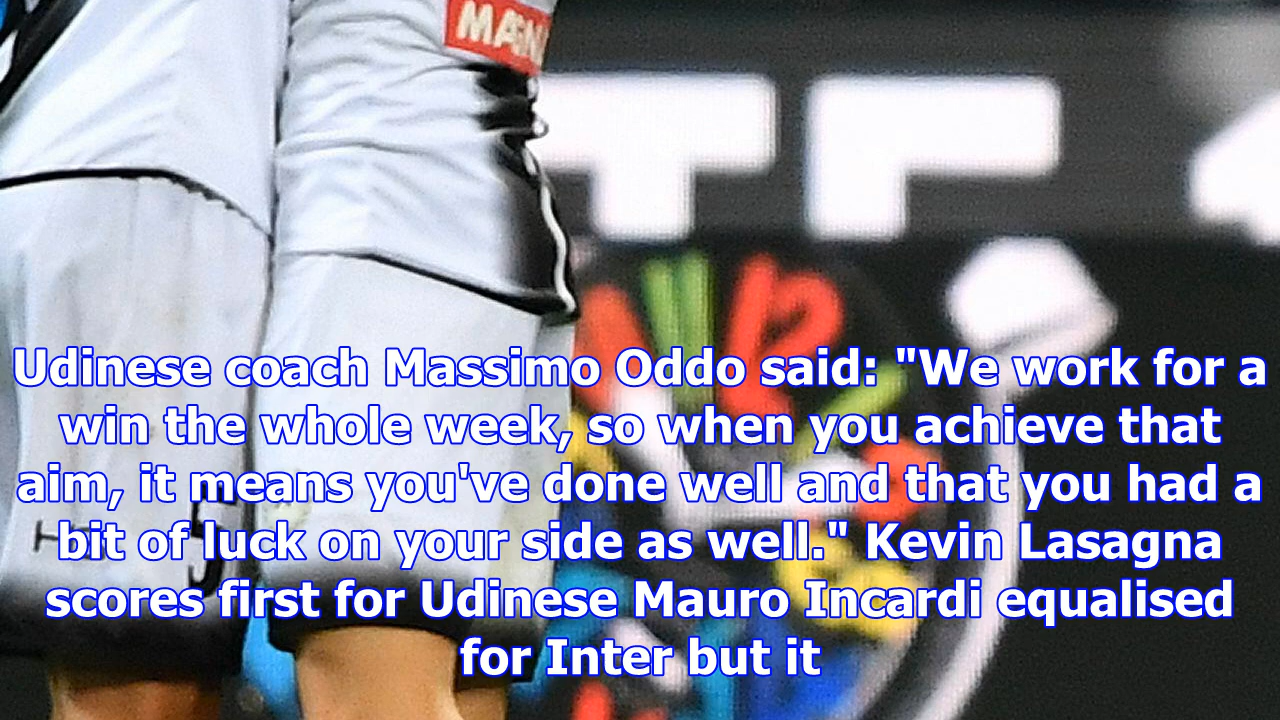 MAN
Udinese coach Massimo Oddo said: "We work for a
win the whole week, so when you achieve that
aim, it means you've done well and that you had a
bit of luck on your side as well." Kevin Lasagna
scores first for Udinese Mauro Incardi equalised
for Inter but it